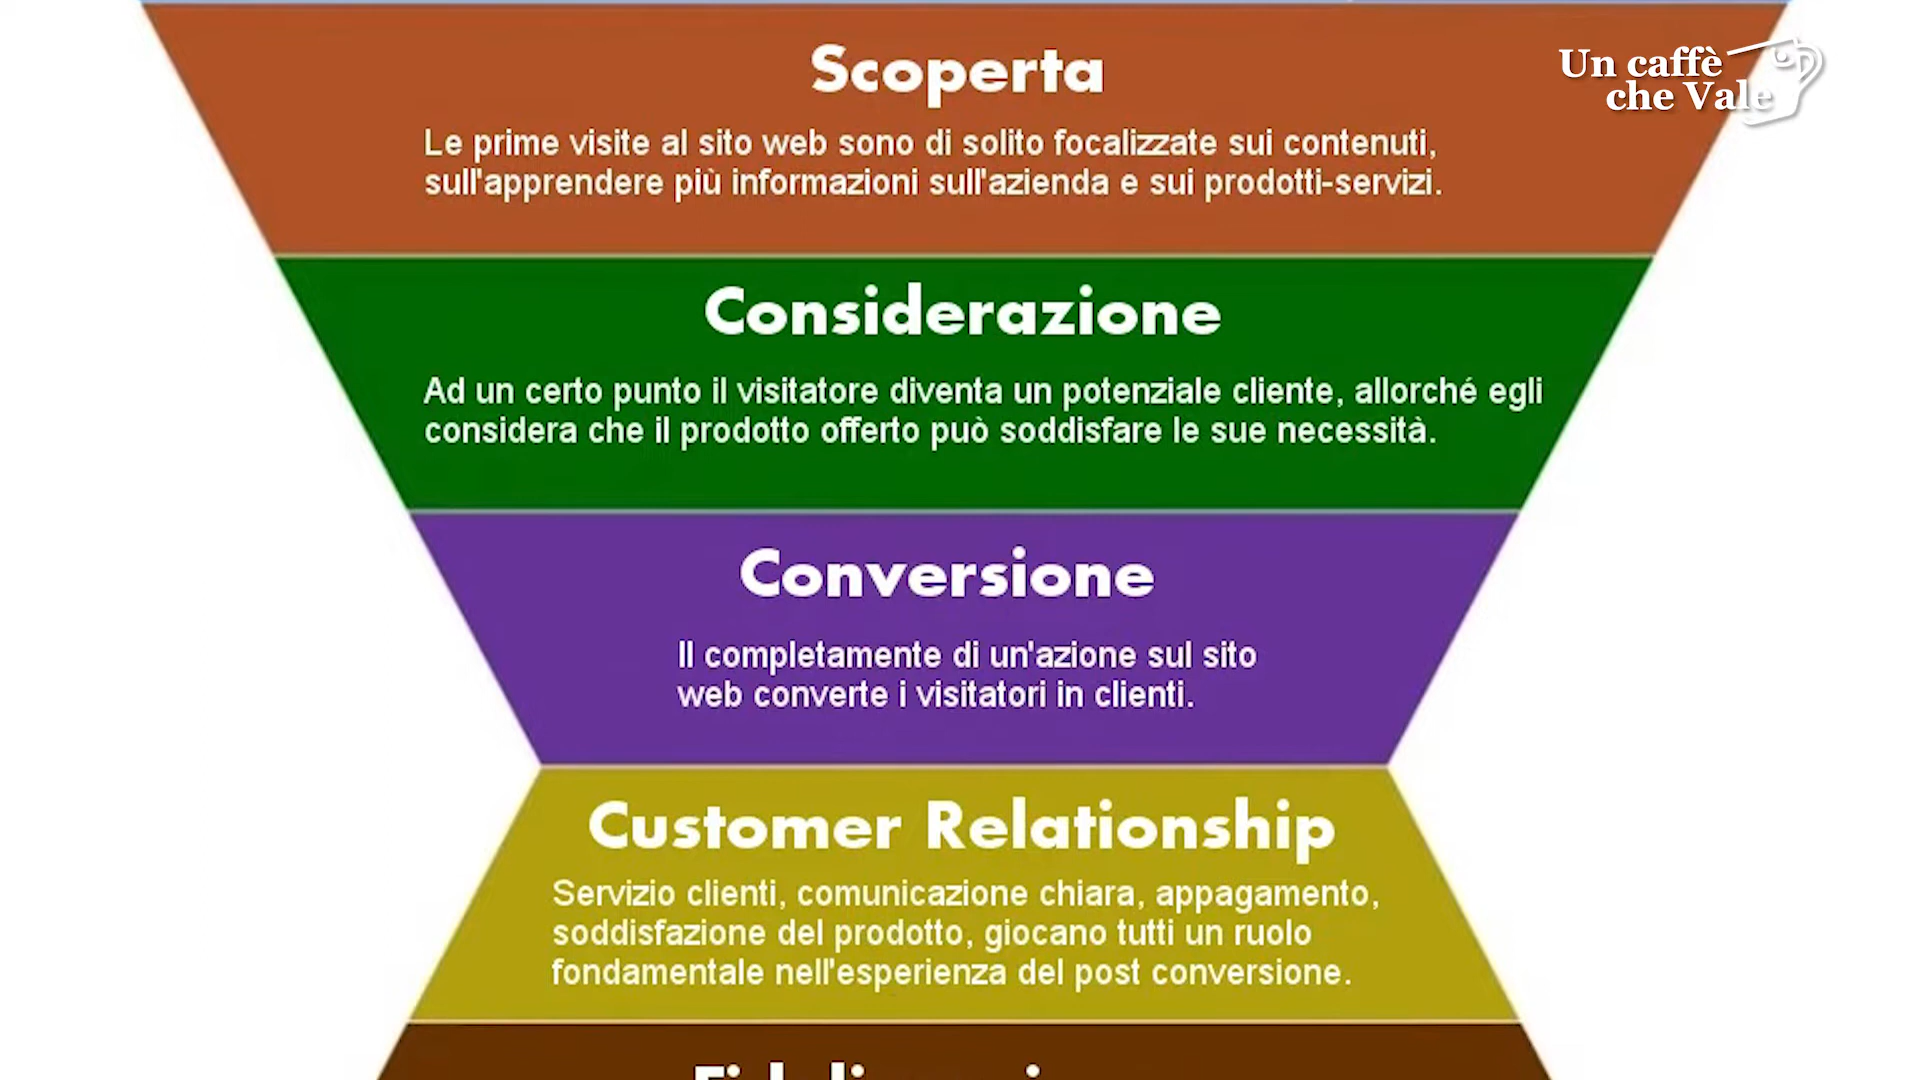 Un caffè
che Vale
Scoperta
Le prime visite al sito web sono di solito focalizzate sui contenuti,
sull'apprendere più informazioni sull'azienda e sui prodotti-servizi.
Considerazione
Ad un certo punto il visitatore diventa un potenziale cliente, allorché egli
considera che il prodotto offerto può soddisfare le sue necessità.
Conversione
Il completamente di un'azione sul sito
web converte i visitatori in clienti.
Customer Relationship
Servizio clienti, comunicazione chiara, appagamento,
soddisfazione del prodotto, giocano tutti un ruolo
fondamentale nell'esperienza del post conversione.